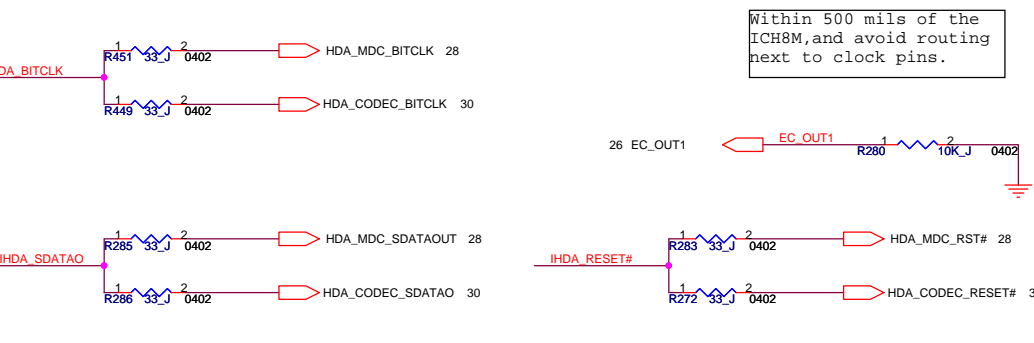 Within 500 mils of the
ICH8M,and avoid routing
next to clock pins.
1 2
R451 33_J 0402
HDA_MDC_BITCLK 28
DA_BITCLK
1 2
R449 33_J 0402
HDA_CODEC_BITCLK 30
26 EC_OUT1
EC_OUT1
1 2
R280 10K_J 0402
1 2
R285 33_J 0402
HDA_MDC_SDATAOUT 28
IHDA_SDATAO
1 2
R286 33_J 0402
HDA_CODEC_SDATAO 30
1 2
R283 33_J 0402
HDA_MDC_RST# 28
IHDA_RESET#
1 2
R272 33_J 0402
HDA_CODEC_RESET# 3